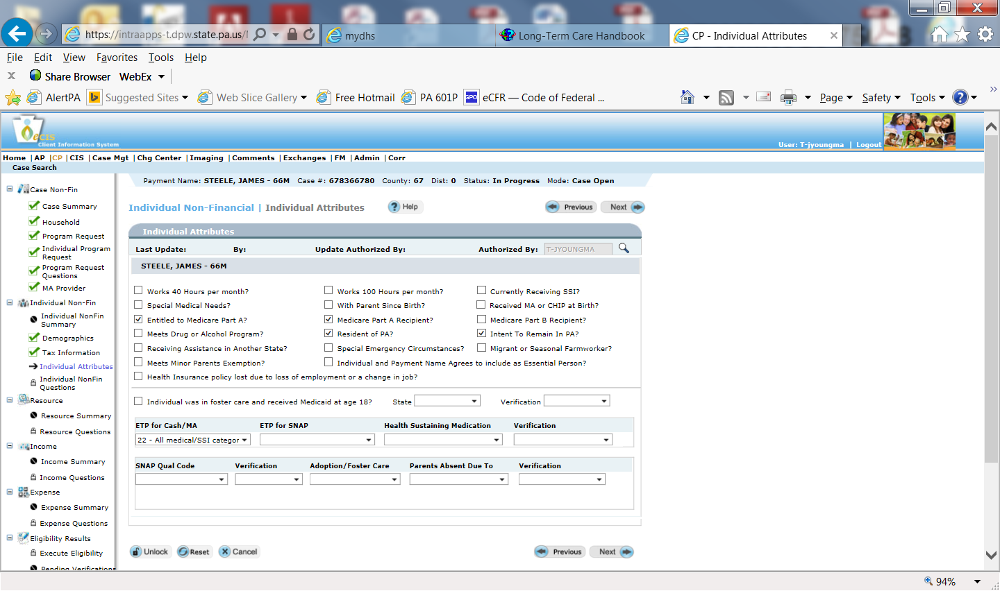 https://intraapps-t.dpw.state.pa.us/
mydhs
Long-Term Care Handbook
CP - Individual Attributes
File Edit View Favorites Tools Help
Share Browser WebEx
AlertPA Suggested Sites Web Slice Gallery Free Hotmail PA 601P GPO eCFR — Code of Federal ...
Page Safety Tools
eCIS
Client Information System
User: T-jyoungma | Logout
Home | AP | CP | CIS | Case Mgt | Chg Center | Imaging | Comments | Exchanges | FM | Admin | Corr
Case Search
Payment Name: STEELE, JAMES - 66M Case #: 678366780 County: 67 Dist: 0 Status: In Progress Mode: Case Open
Case Non-Fin
Case Summary
Household
Program Request
Individual Program
Request
Program Request
Questions
MA Provider
Individual Non-Fin
Individual NonFin
Summary
Demographics
Tax Information
Individual Attributes
Individual NonFin
Questions
Resource
Resource Summary
Resource Questions
Income
Income Summary
Income Questions
Expense
Expense Summary
Expense Questions
Eligibility Results
Execute Eligibility
Pending Verifications
Individual Non-Financial | Individual Attributes Help Previous Next
Individual Attributes
Last Update: By: Update Authorized By: Authorized By: T-JYOUNGMA
STEELE, JAMES - 66M
Works 40 Hours per month? Works 100 Hours per month? Currently Receiving SSI?
Special Medical Needs? With Parent Since Birth? Received MA or CHIP at Birth?
Entitled to Medicare Part A? Medicare Part A Recipient? Medicare Part B Recipient?
Meets Drug or Alcohol Program? Resident of PA? Intent To Remain In PA?
Receiving Assistance in Another State? Special Emergency Circumstances? Migrant or Seasonal Farmworker?
Meets Minor Parents Exemption? Individual and Payment Name Agrees to include as Essential Person?
Health Insurance policy lost due to loss of employment or a change in job?
Individual was in foster care and received Medicaid at age 18? State Verification
ETP for Cash/MA ETP for SNAP Health Sustaining Medication Verification
22 - All medical/SSI categor
SNAP Qual Code Verification Adoption/Foster Care Parents Absent Due To Verification
Unlock Reset Cancel Previous Next
94%